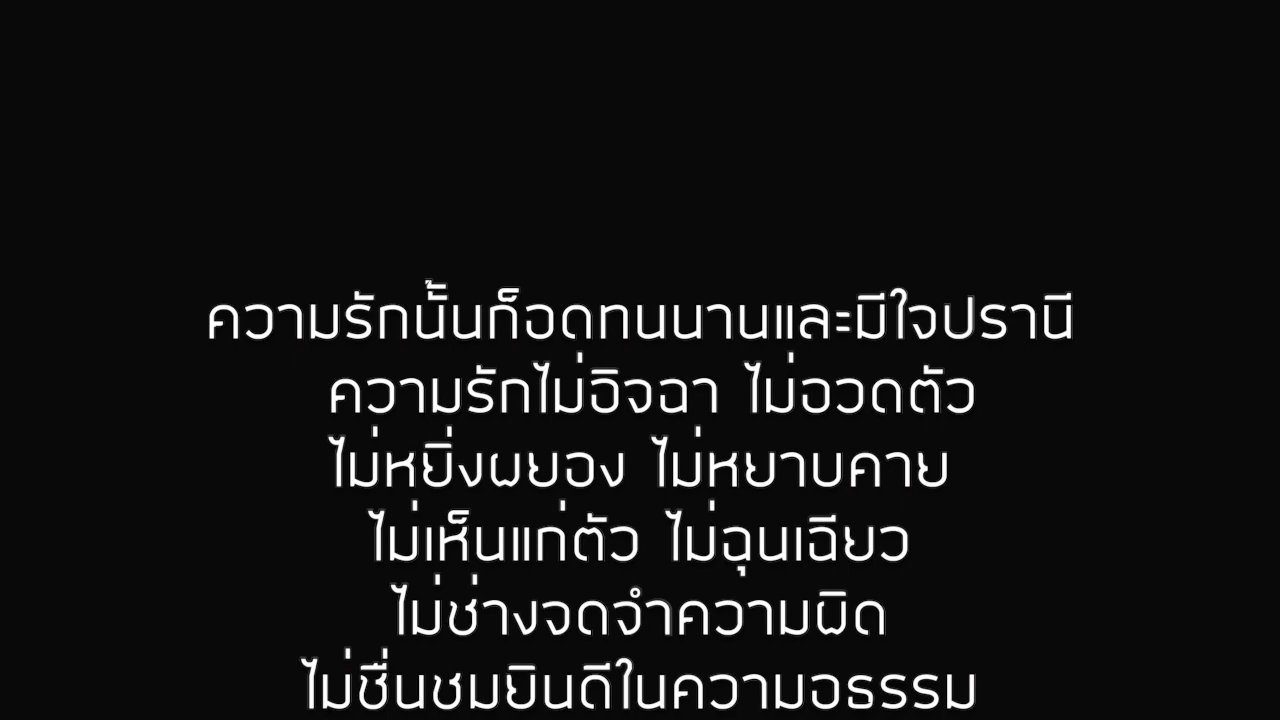 ความรักนั้นก็อดทนนานและมีใจปรานี
ความรักไม่อิจฉา ไม่อวดตัว
ไม่หยิ่งผยอง ไม่หยาบคาย
ไม่เห็นแก่ตัว ไม่ฉุนเฉียว
ไม่ช่างจดจำความผิด
ไม่ชื่นชมยินดีในความอธรรม